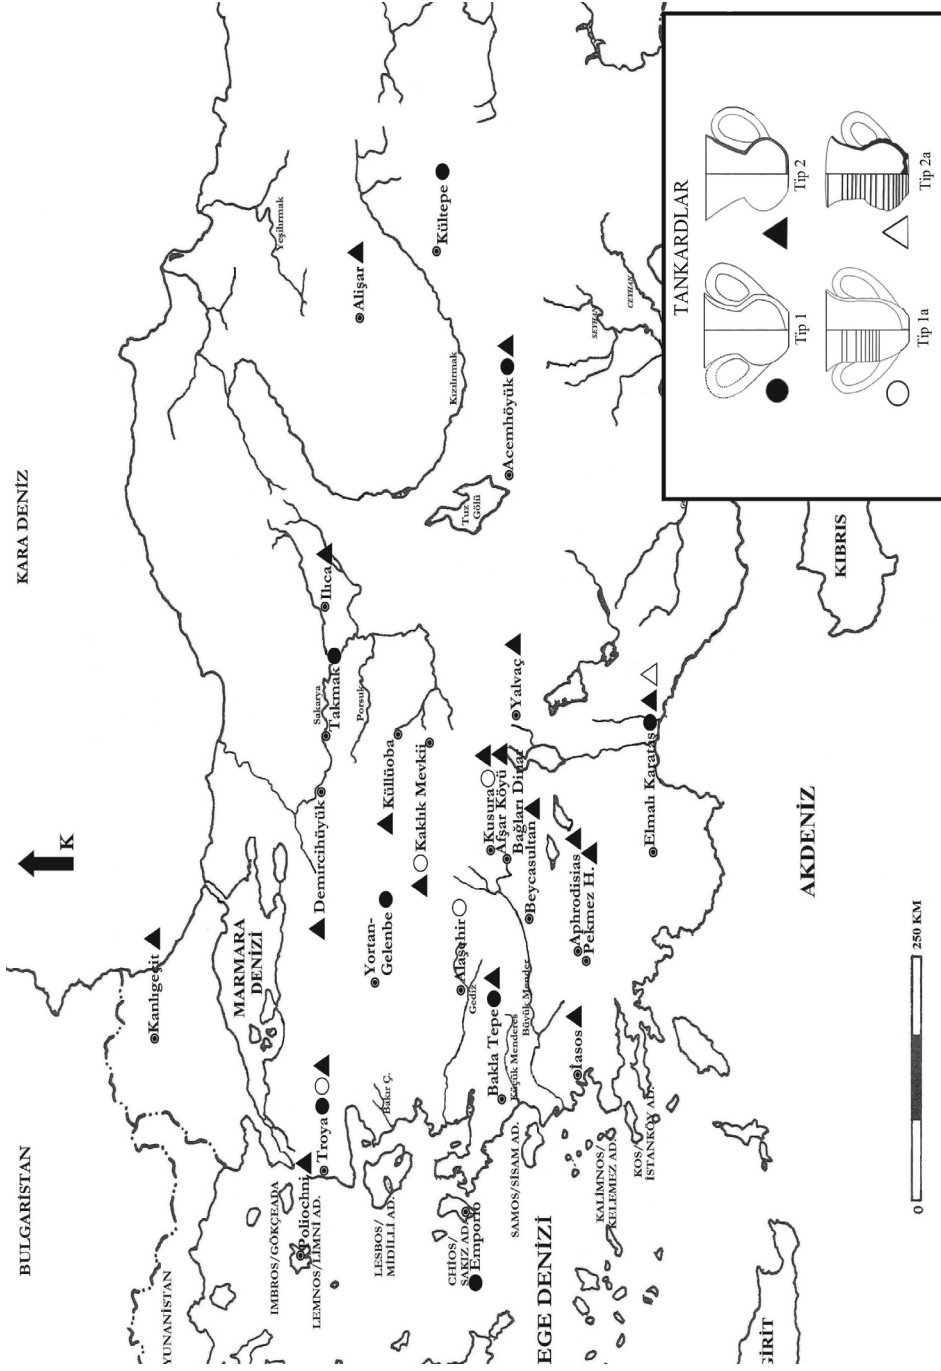 KARA DENİZ
BULGARİSTAN
K
YUNANİSTAN
Kanlıgeçit
MARMARA
DENİZİ
Yeşilırmak
IMBROS/GÖKÇEADA
Poliochni
LEMNOS/LİMNİ AD.
Troya
Demircihüyük
Sakarya
Takmak
Porsuk
Ilıca
Alişar
Kızılırmak
Kültepe
LESBOS/
MİDİLLİ AD.
Bakır Ç.
Yortan-
Gelenbe
Küllüoba
Kaklık Mevkii
CHİOS/
SAKIZ AD.
Emporio
Alaşehir
Gediz
Tuz
Gölü
Acemhöyük
Bakla Tepe
Küçük Menderes
Büyük Mender
Kusura
Afşar Köyü
Bağları Dinar
Beycesultan
Yalvaç
SAMOS/SİSAM AD.
EGE DENİZİ
İasos
Aphrodisias
Pekmez H.
KALİMNOS/
KELEMEZ ADA
KOS/
İSTANKÖY AD.
Elmalı Karataş
SEYHAN
CEYHAN
AKDENİZ
KIBRIS
GİRİT
0
250 KM
TANKARDLAR
Tip 1
Tip 2
Tip 1a
Tip 2a